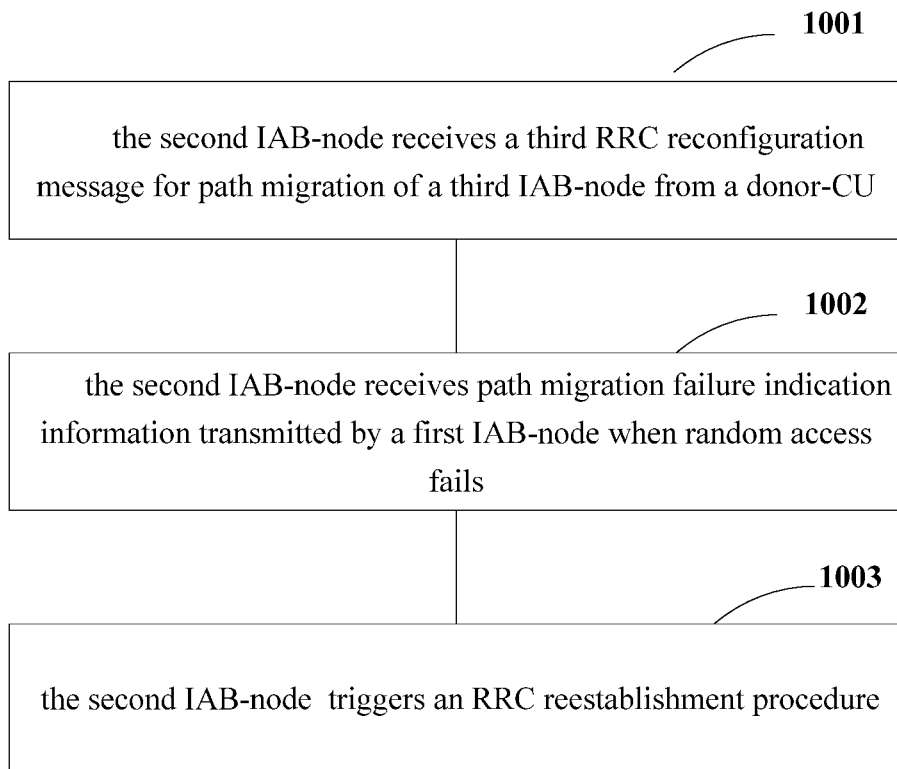 1001
the second IAB-node receives a third RRC reconfiguration
message for path migration of a third IAB-node from a donor-CU
1002
the second IAB-node receives path migration failure indication
information transmitted by a first IAB-node when random access
fails
1003
the second IAB-node triggers an RRC reestablishment procedure